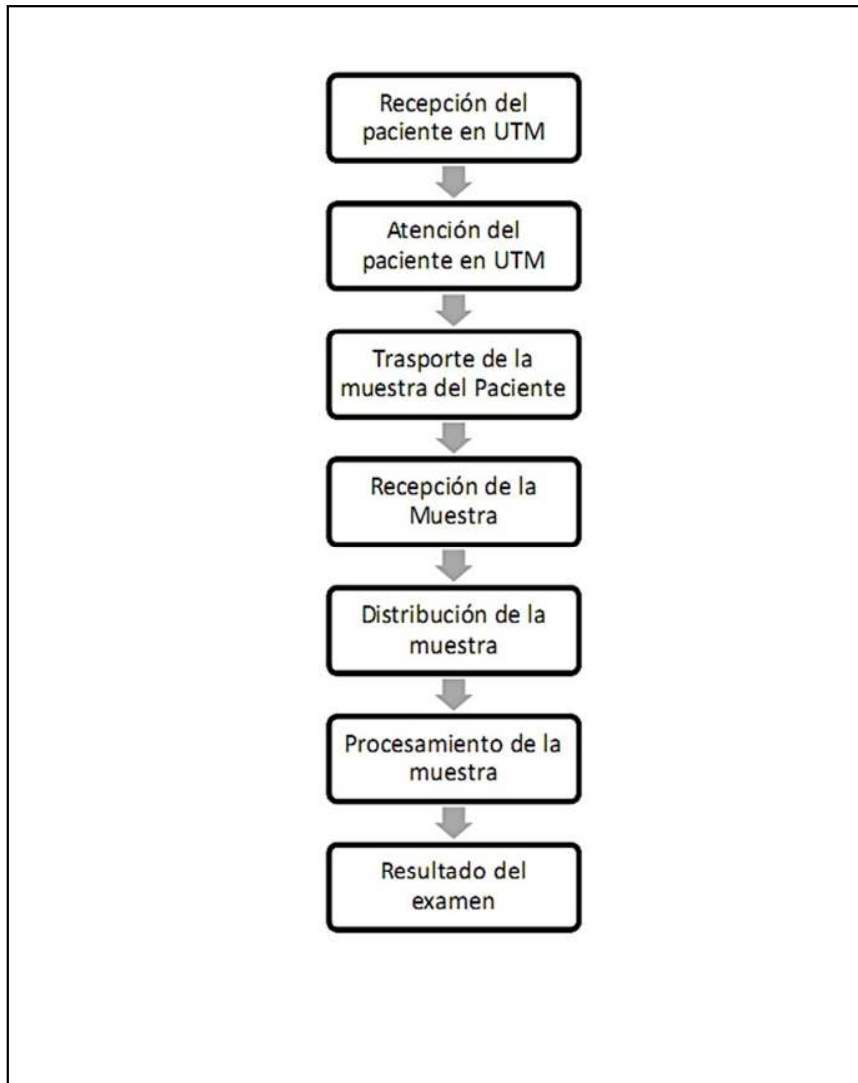 Recepción del
paciente en UTM
Atención del
paciente en UTM
Trasporte de la
muestra del Paciente
Recepción de la
Muestra
Distribución de la
muestra
Procesamiento de la
muestra
Resultado del
examen